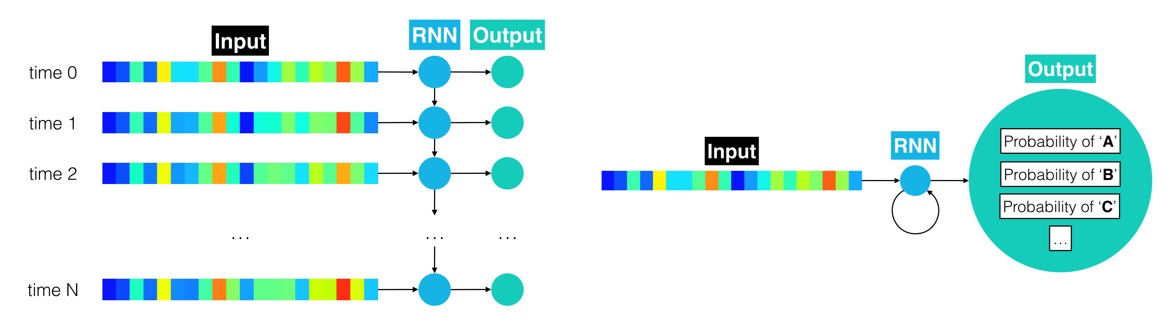 Input
RNN
Output
time 0
time 1
time 2
... ... ...
time N
Output
Input
RNN
Probability of 'A'
Probability of 'B'
Probability of 'C'
...